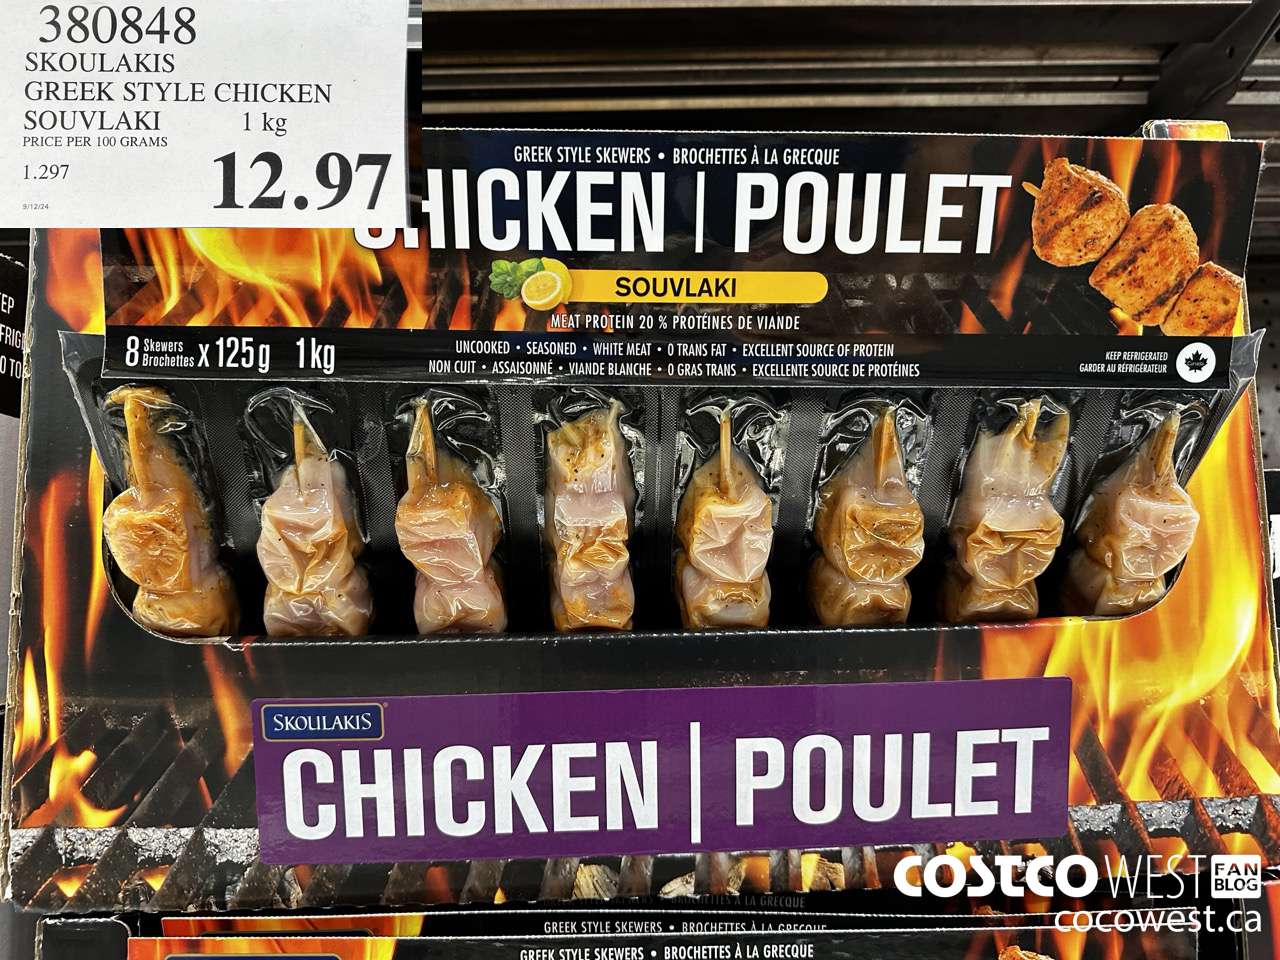 380848
SKOULAKIS
GREEK STYLE CHICKEN
SOUVLAKI 1 kg
PRICE PER 100 GRAMS
1.297
12.97
9/12/24
GREEK STYLE SKEWERS • BROCHETTES À LA GRECQUE
CHICKEN | POULET
SOUVLAKI
MEAT PROTEIN 20 % PROTÉINES DE VIANDE
8 Skewers Brochettes x 125g 1kg
UNCOOKED • SEASONED • WHITE MEAT • 0 TRANS FAT • EXCELLENT SOURCE OF PROTEIN
NON CUIT • ASSAISONNÉ • VIANDE BLANCHE • 0 GRAS TRANS • EXCELLENTE SOURCE DE PROTÉINES
KEEP REFRIGERATED
GARDER AU RÉFRIGÉRATEUR
SKOULAKIS
CHICKEN | POULET
COSTCO WEST FAN BLOG
cocowest.ca
GREEK STYLE SKEWERS • BROCHETTES À LA GRECQUE
GREEK STYLE SKEWERS • BROCHETTES À LA GRECQUE